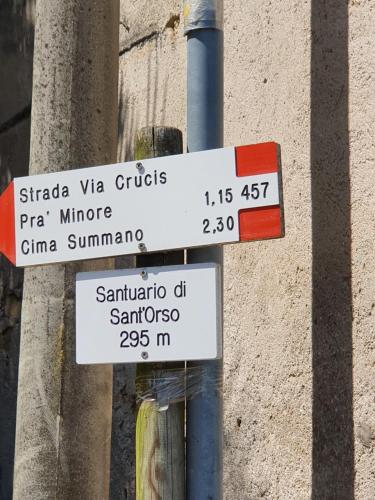 Strada Via Crucis
Pra' Minore 1,15 457
Cima Summano 2,30
Santuario di
Sant'Orso
295 m